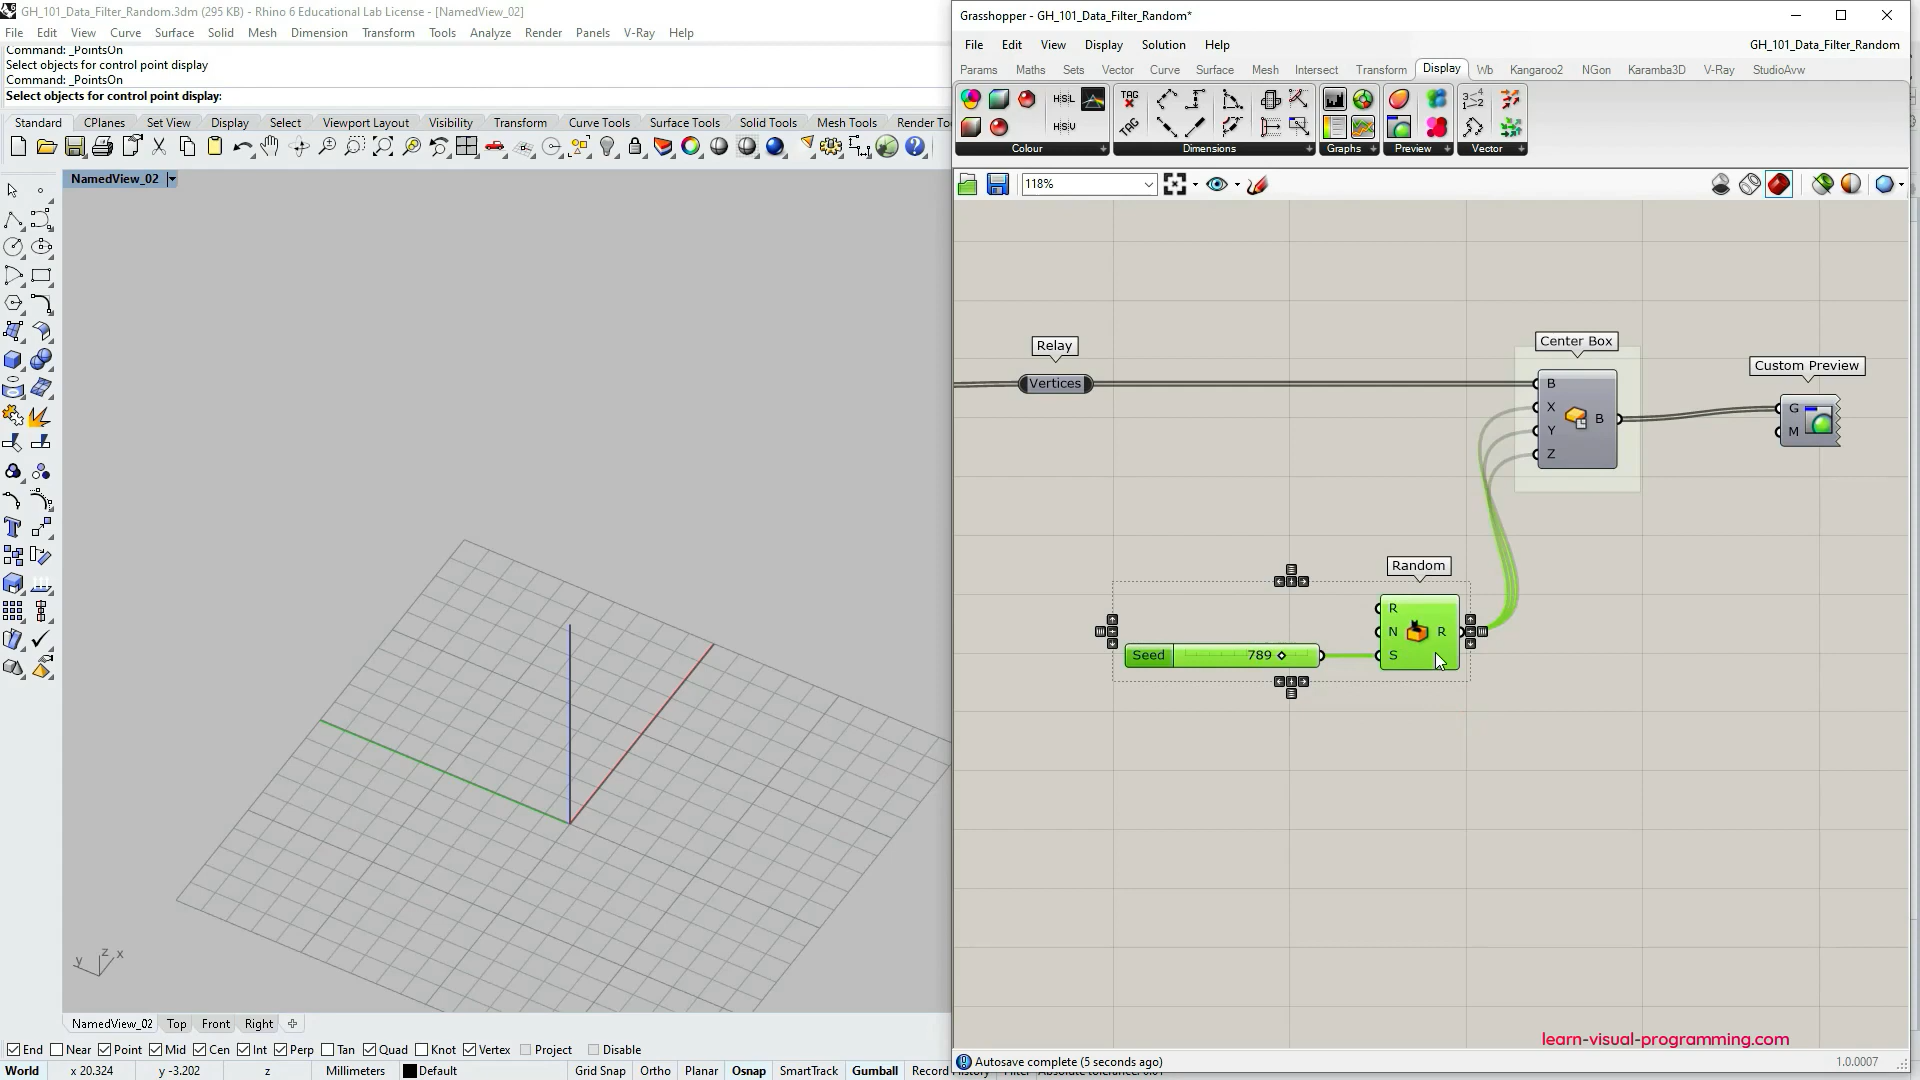 GH_101_Data_Filter_Random.3dm (295 KB) - Rhino 6 Educational Lab License - [NamedView_02]
File Edit View Curve Surface Solid Mesh Dimension Transform Tools Analyze Render Panels V-Ray Help
Command: _PointsOn
Select objects for control point display
Command: _PointsOn
Select objects for control point display:
Standard CPlanes Set View Display Select Viewport Layout Visibility Transform Curve Tools Surface Tools Solid Tools Mesh Tools Render To
NamedView_02
z
y x
NamedView_02 Top Front Right
End Near Point Mid Cen Int Perp Tan Quad Knot Vertex Project Disable
World x 20.324 y -3.202 z Millimeters Default Grid Snap Ortho Planar Osnap SmartTrack Gumball Record
Grasshopper - GH_101_Data_Filter_Random*
File Edit View Display Solution Help GH_101_Data_Filter_Random
Params Maths Sets Vector Curve Surface Mesh Intersect Transform Display Wb Kangaroo2 NGon Karamba3D V-Ray StudioAvw
Colour Dimensions Graphs Preview Vector
118%
Relay
Vertices
Center Box
B
X
Y
Z
B
Custom Preview
G
M
Random
R
N R
S
Seed 789
learn-visual-programming.com
Autosave complete (5 seconds ago) 1.0.0007